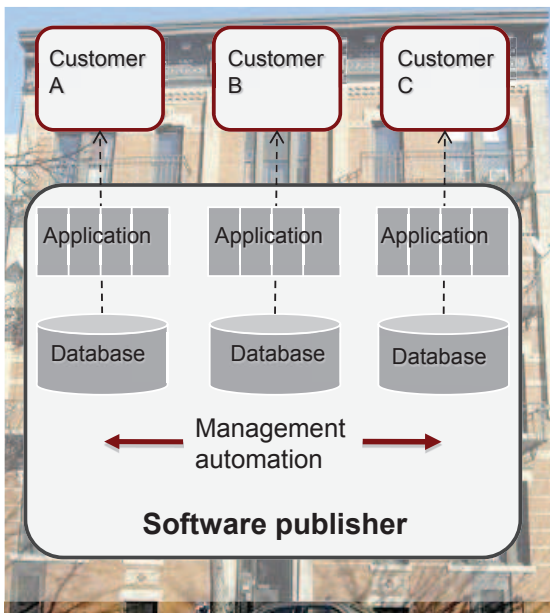 Customer
A
Customer
B
Customer
C
Application
Application
Application
Database
Database
Database
Management
automation
Software publisher